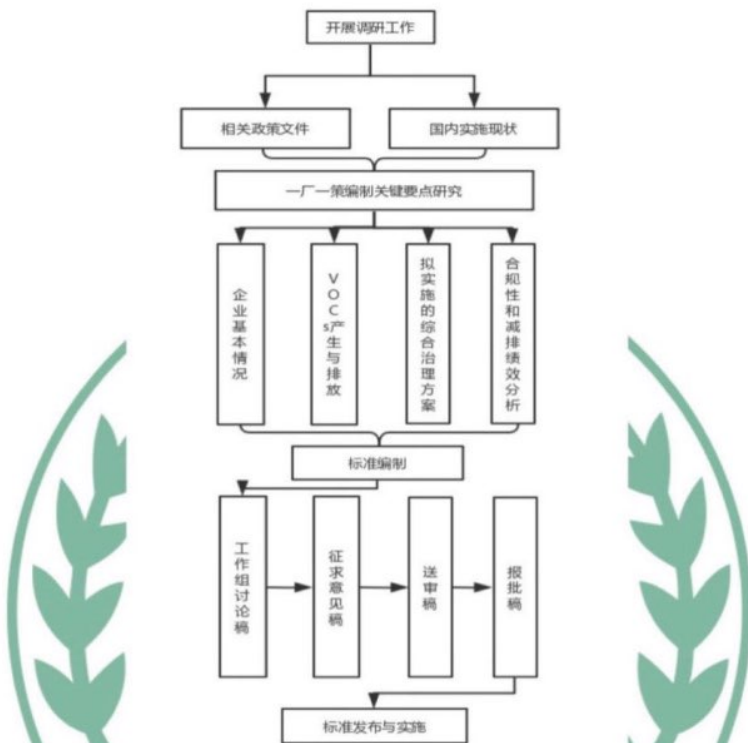 开展调研工作
相关政策文件
国内实施现状
一厂一策编制关键要点研究
企业基本情况
VOCs产生与排放
拟实施的综合治理方案
合规性和减排绩效分析
标准编制
工作组讨论稿
征求意见稿
送审稿
报批稿
标准发布与实施